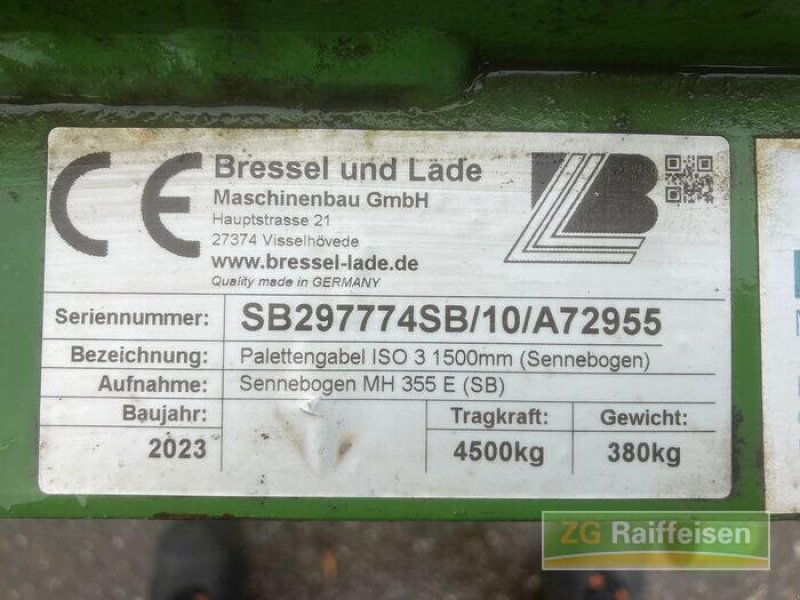 CE
Bressel und Lade
Maschinenbau GmbH
Hauptstrasse 21
27374 Visselhövede
www.bressel-lade.de
Quality made in GERMANY
LB
Seriennummer: SB297774SB/10/A72955
Bezeichnung: Palettengabel ISO 3 1500mm (Sennebogen)
Aufnahme: Sennebogen MH 355 E (SB)
Baujahr: Tragkraft: Gewicht:
2023 4500kg 380kg
ZG Raiffeisen